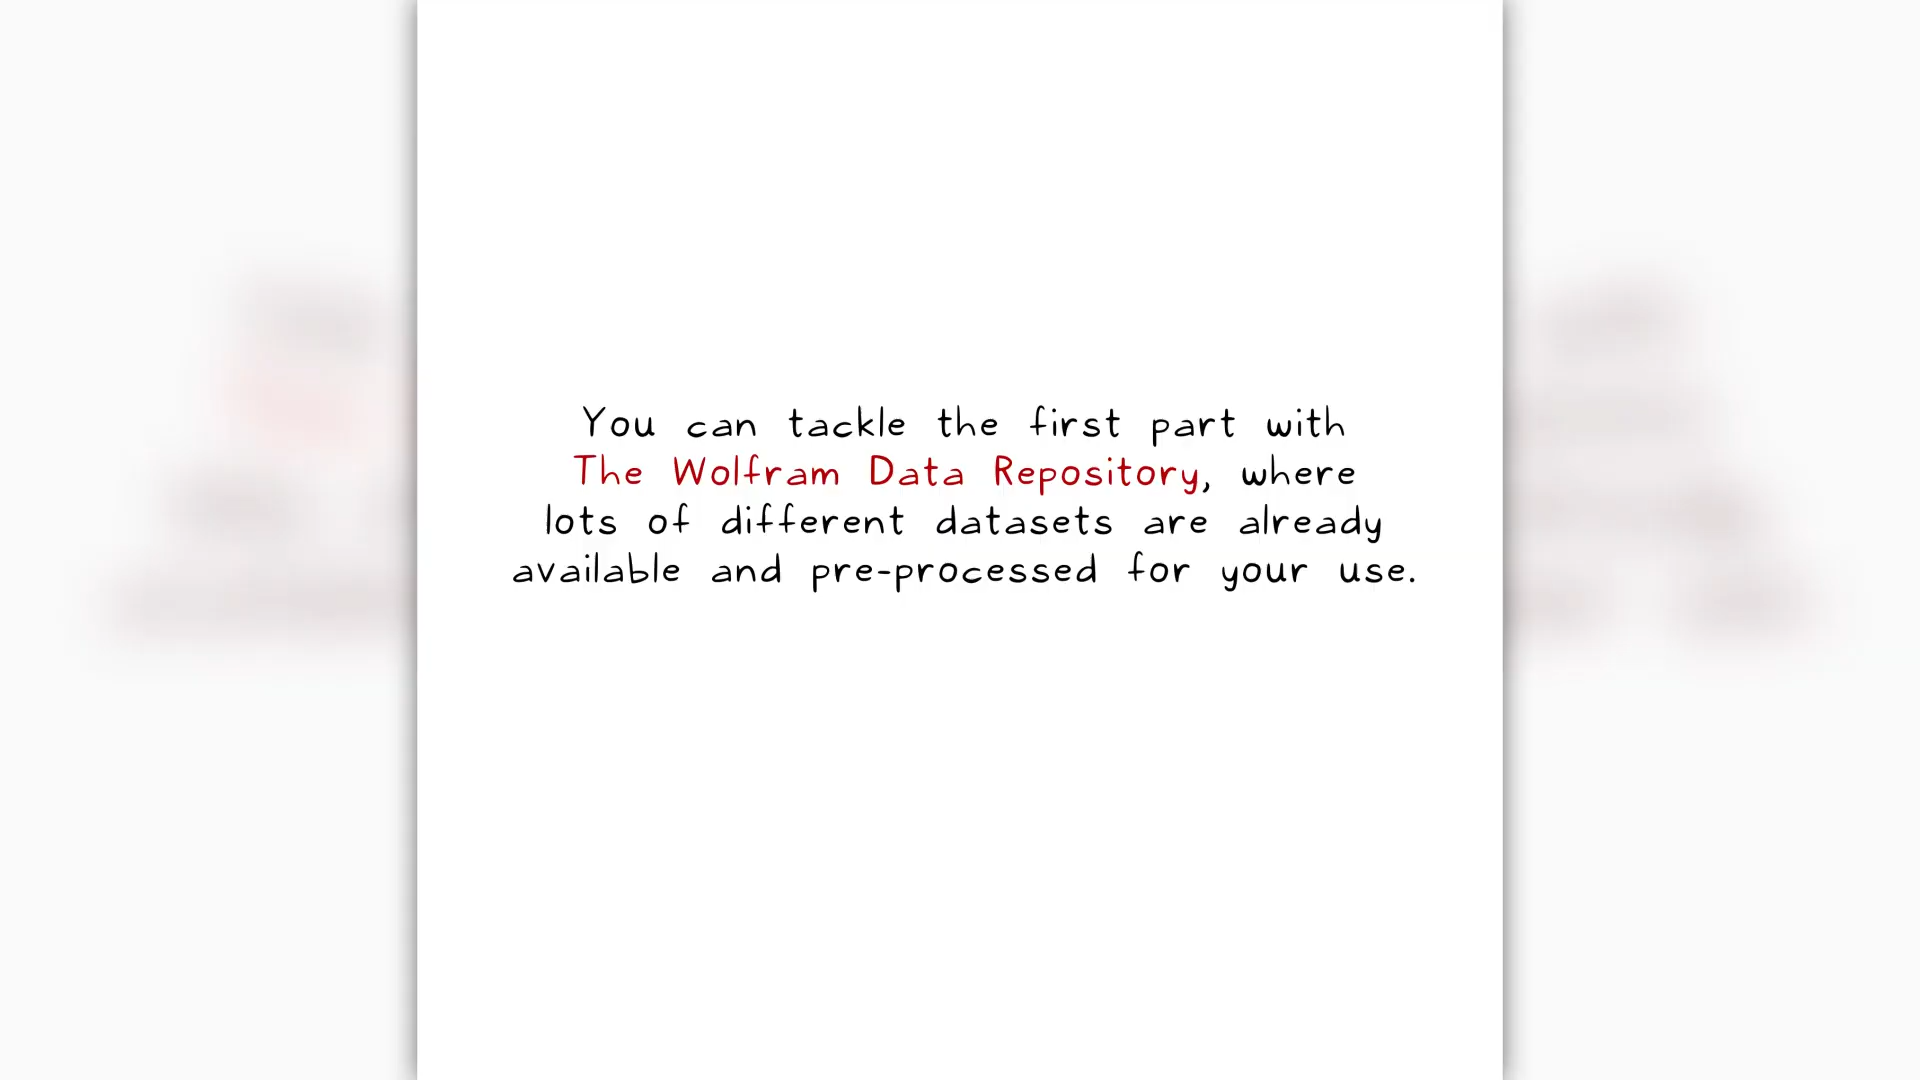 You can tackle the first part with
The Wolfram Data Repository, where
lots of different datasets are already
available and pre-processed for your use.